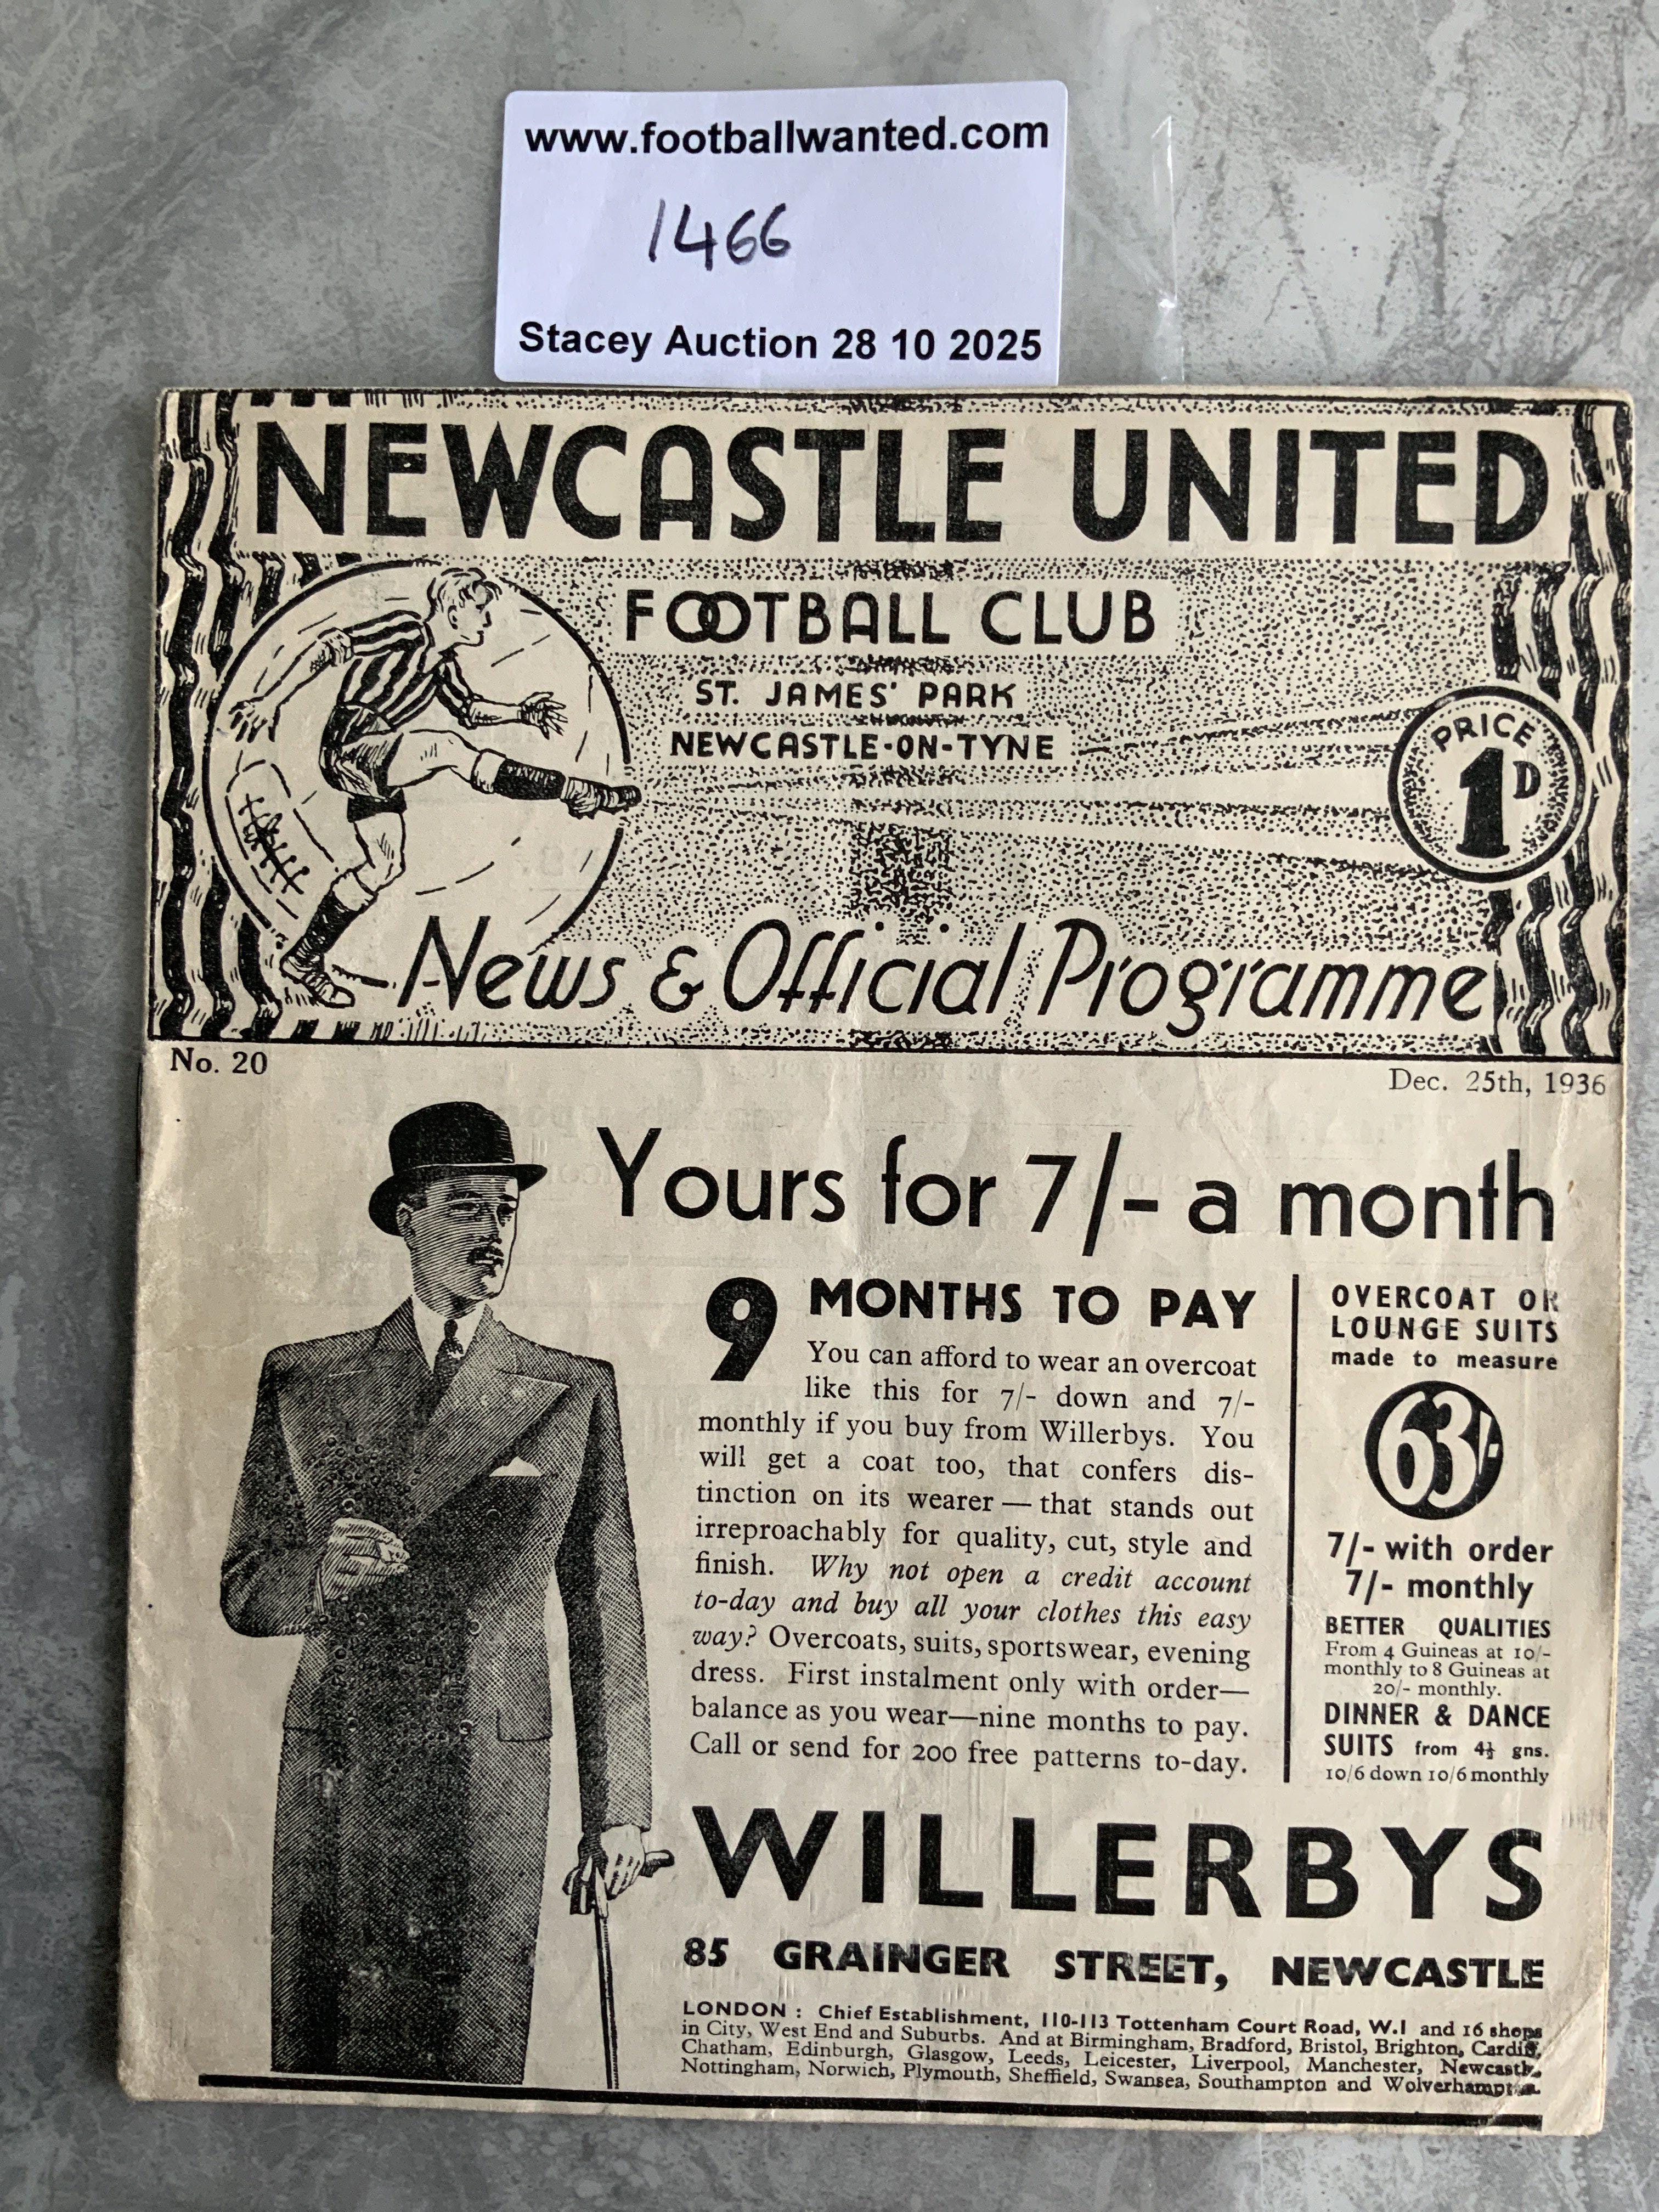 www.footballwanted.com
1466
Stacey Auction 28 10 2025
NEWCASTLE UNITED
FOOTBALL CLUB
ST. JAMES' PARK
NEWCASTLE-ON-TYNE
PRICE
1D
News & Official Programme
No. 20
Dec. 25th, 1936
Yours for 7/- a month
9 MONTHS TO PAY
You can afford to wear an overcoat
like this for 7/- down and 7/-
monthly if you buy from Willerbys. You
will get a coat too, that confers dis-
tinction on its wearer — that stands out
irreproachably for quality, cut, style and
finish. Why not open a credit account
to-day and buy all your clothes this easy
way? Overcoats, suits, sportswear, evening
dress. First instalment only with order—
balance as you wear—nine months to pay.
Call or send for 200 free patterns to-day.
OVERCOAT OR
LOUNGE SUITS
made to measure
63/-
7/- with order
7/- monthly
BETTER QUALITIES
From 4 Guineas at 10/-
monthly to 8 Guineas at
20/- monthly.
DINNER & DANCE
SUITS from 4½ gns.
10/6 down 10/6 monthly
WILLERBYS
85 GRAINGER STREET, NEWCASTLE
LONDON : Chief Establishment, 110-113 Tottenham Court Road, W.1 and 16 shops
in City, West End and Suburbs. And at Birmingham, Bradford, Bristol, Brighton, Cardiff,
Chatham, Edinburgh, Glasgow, Leeds, Leicester, Liverpool, Manchester, Newcastle,
Nottingham, Norwich, Plymouth, Sheffield, Swansea, Southampton and Wolverhampton.